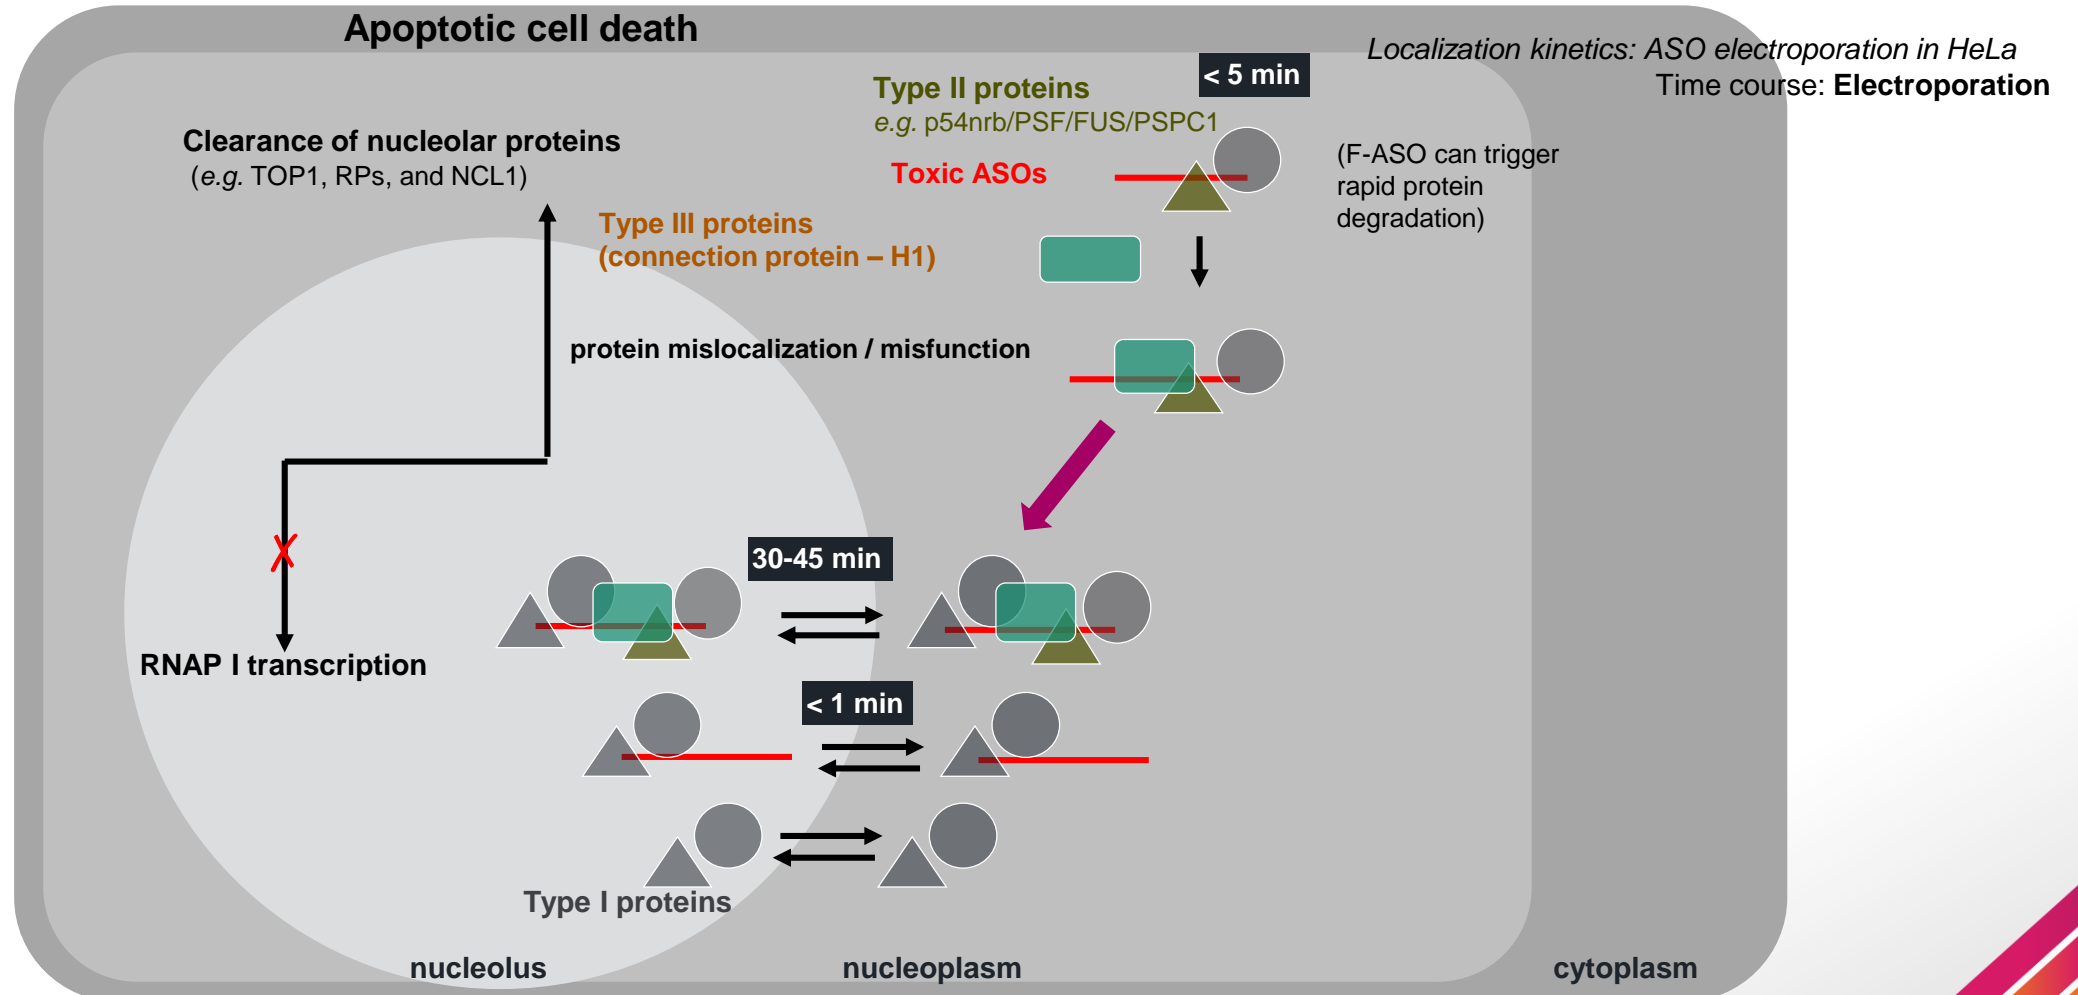 Apoptotic cell death
Localization kinetics: ASO electroporation in HeLa
Time course: Electroporation
< 5 min
Type II proteins
e.g. p54nrb/PSF/FUS/PSPC1
Clearance of nucleolar proteins
(e.g. TOP1, RPs, and NCL1)
Toxic ASOs
(F-ASO can trigger
rapid protein
degradation)
Type III proteins
(connection protein – H1)
protein mislocalization / misfunction
30-45 min
RNAP I transcription
< 1 min
Type I proteins
nucleolus
nucleoplasm
cytoplasm